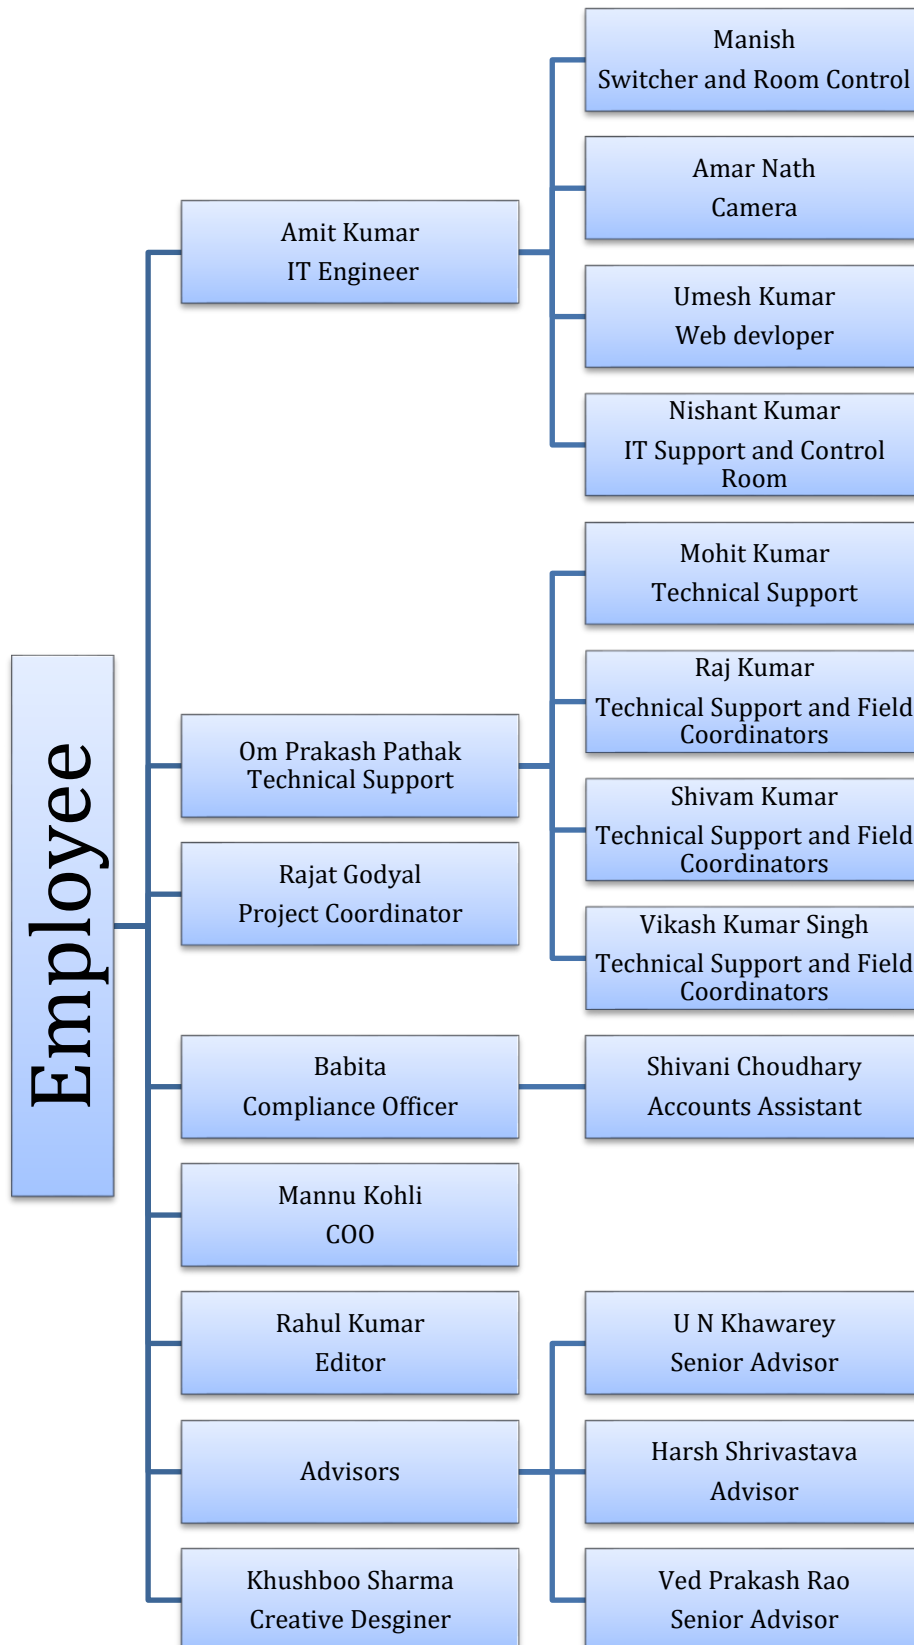 Employee
Amit Kumar
IT Engineer
Manish
Switcher and Room Control
Amar Nath
Camera
Umesh Kumar
Web devloper
Nishant Kumar
IT Support and Control
Room
Om Prakash Pathak
Technical Support
Mohit Kumar
Technical Support
Raj Kumar
Technical Support and Field
Coordinators
Shivam Kumar
Technical Support and Field
Coordinators
Vikash Kumar Singh
Technical Support and Field
Coordinators
Rajat Godyal
Project Coordinator
Babita
Compliance Officer
Shivani Choudhary
Accounts Assistant
Mannu Kohli
COO
Rahul Kumar
Editor
Advisors
U N Khawarey
Senior Advisor
Harsh Shrivastava
Advisor
Ved Prakash Rao
Senior Advisor
Khushboo Sharma
Creative Desginer